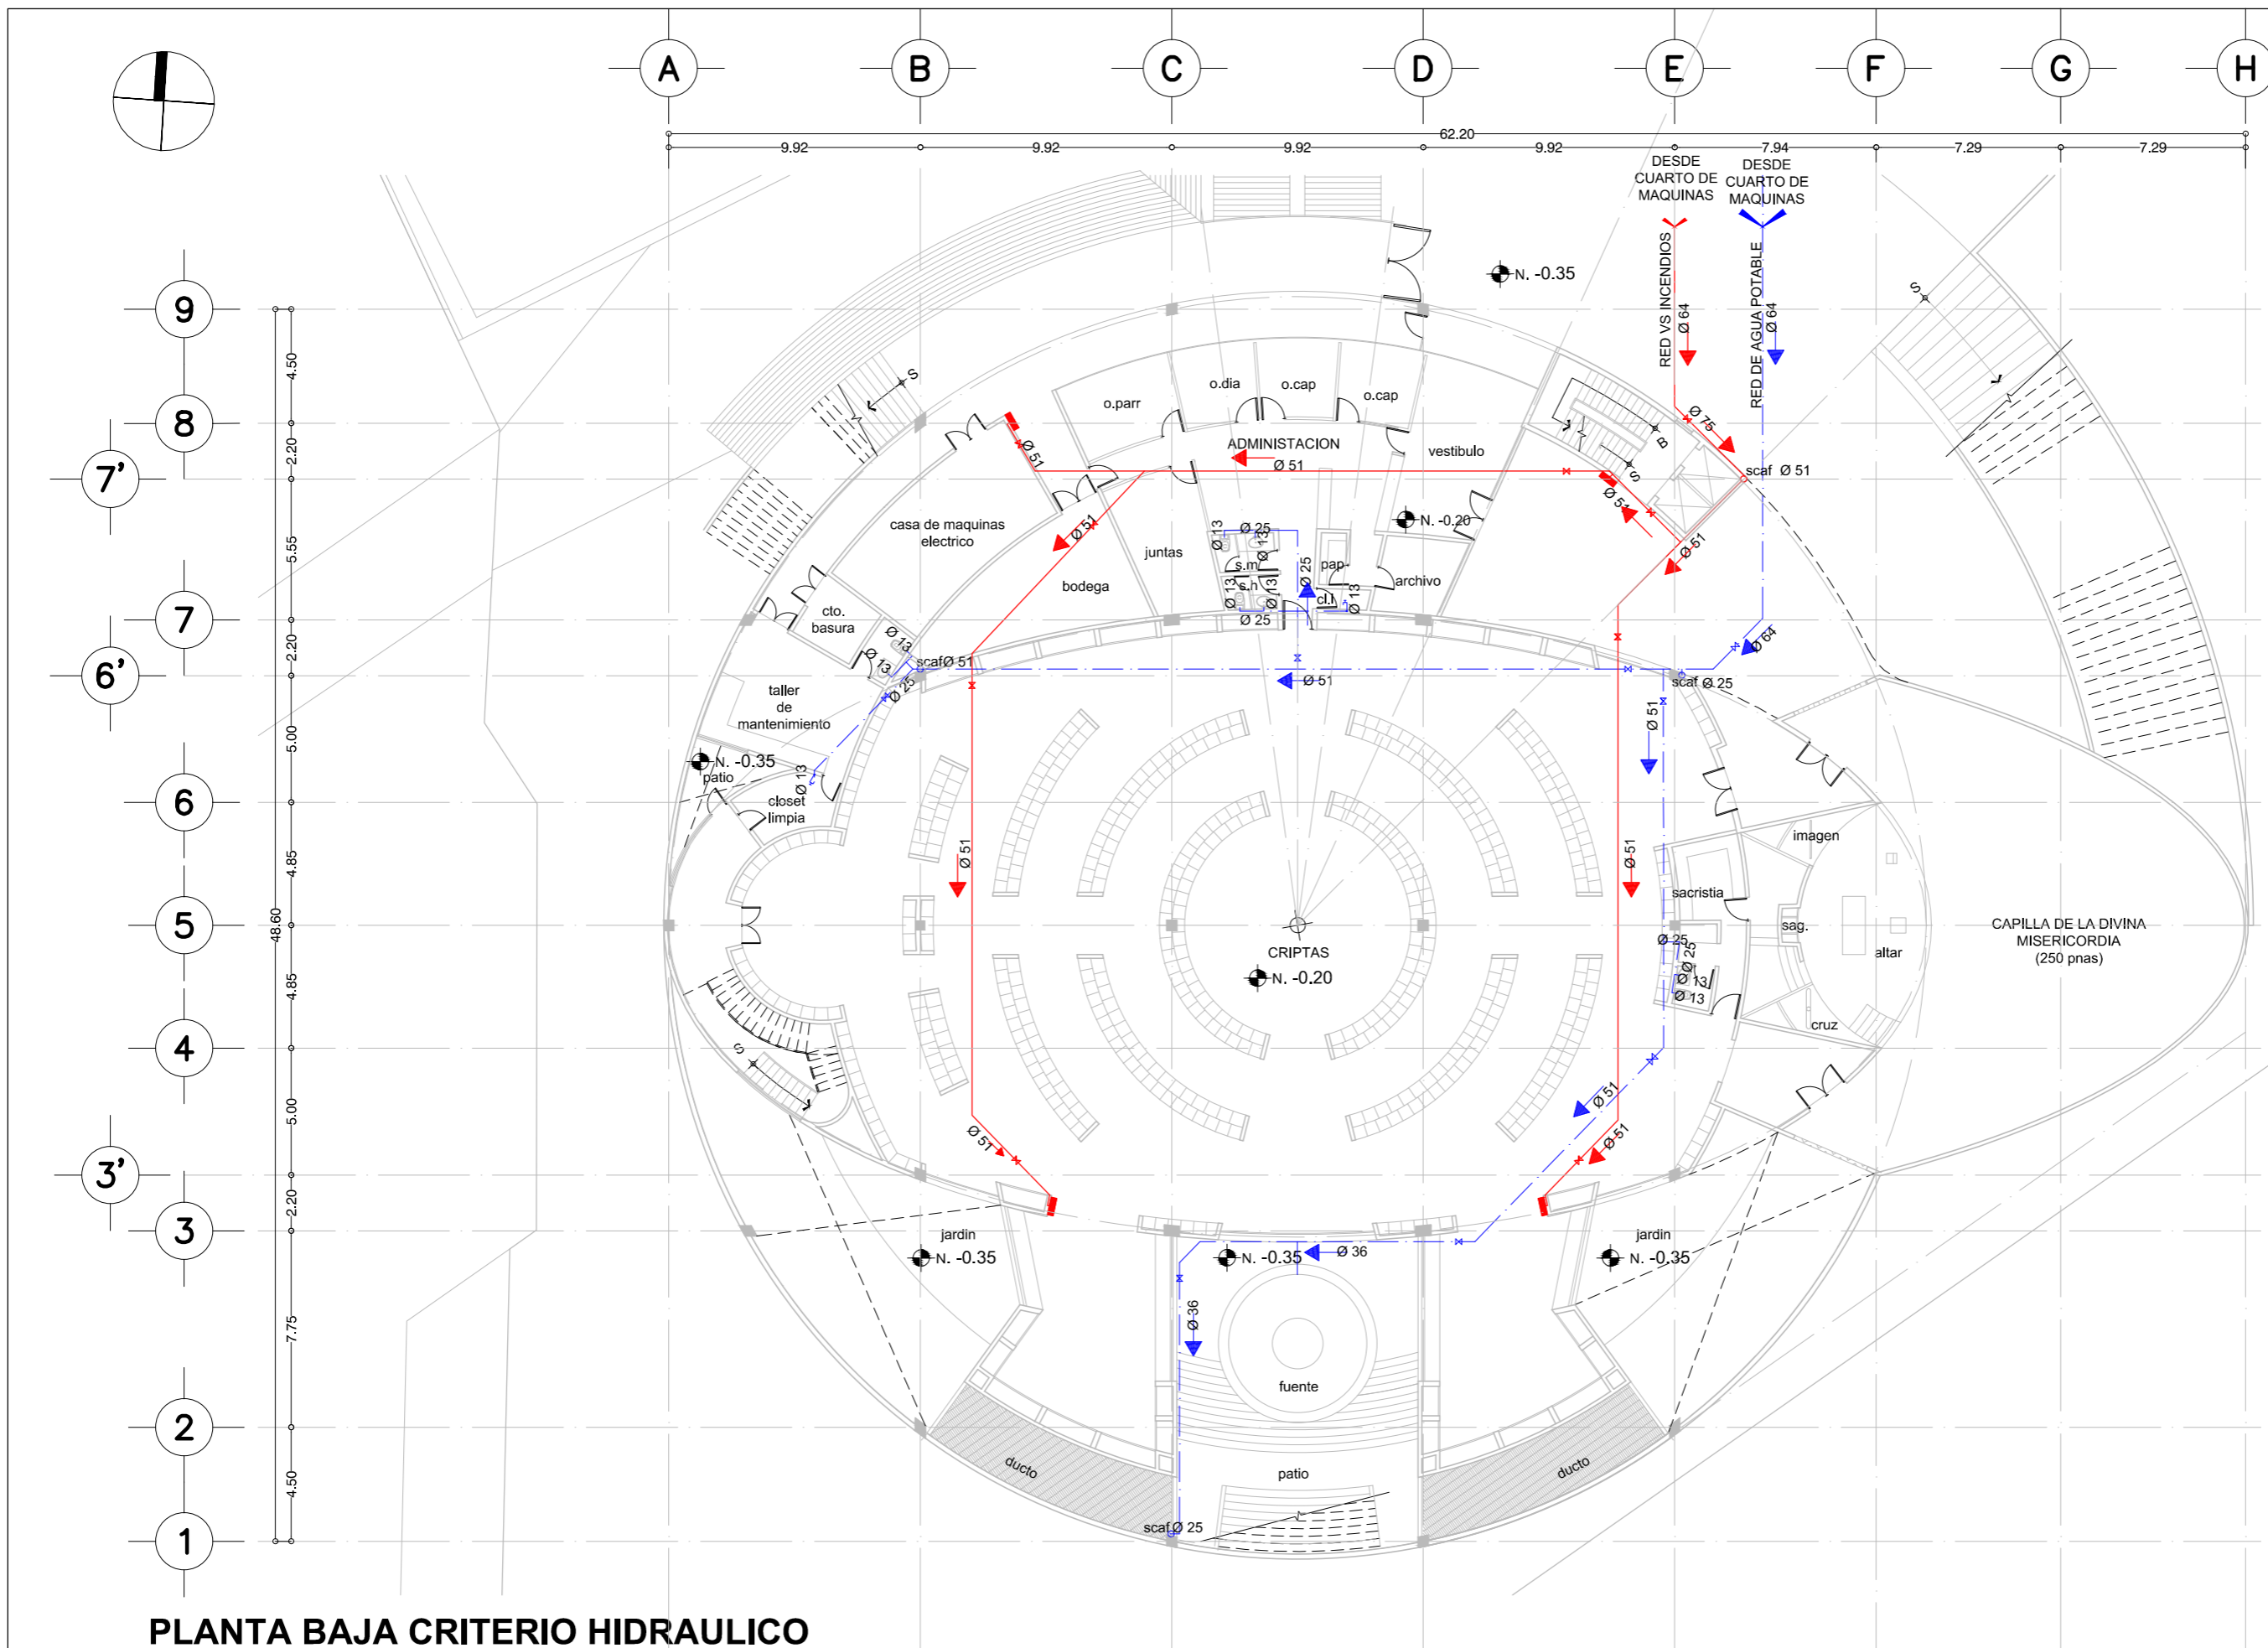 A B C D E F G H
62.20
9.92 9.92 9.92 9.92 7.94 7.29 7.29
DESDE
CUARTO DE
MAQUINAS
DESDE
CUARTO DE
MAQUINAS
RED VS INCENDIOS
Ø 64
RED DE AGUA POTABLE
Ø 64
N. -0.35
S
9
4.50
8
2.20
7'
5.55
7
2.20
6'
5.00
6
4.85
5
48.60
4.85
4
5.00
3'
2.20
3
7.75
2
4.50
1
S
o.parr
o.dia
o.cap
o.cap
ADMINISTACION
Ø 51
vestibulo
B
S
Ø 75
scaf Ø 51
Ø 51
Ø 51
Ø 51
Ø 51
casa de maquinas
electrico
juntas
bodega
Ø 13
Ø 25
Ø 13
s.m
s.h
Ø 13
Ø 13
Ø 25
Ø 25
pap
c.l
Ø 13
archivo
N. -0.20
cto.
basura
Ø 13
Ø 13
scafØ 51
Ø 25
Ø 51
Ø 64
scaf Ø 25
taller
de
mantenimiento
N. -0.35
patio
Ø 13
closet
limpia
Ø 51
Ø 51
Ø 51
imagen
sacristia
sag.
altar
cruz
Ø 25
Ø 25
Ø 13
Ø 13
CAPILLA DE LA DIVINA
MISERICORDIA
(250 pnas)
CRIPTAS
N. -0.20
S
Ø 51
Ø 51
Ø 51
jardin
N. -0.35
N. -0.35
Ø 36
jardin
N. -0.35
Ø 36
fuente
ducto
patio
ducto
scaf Ø 25
PLANTA BAJA CRITERIO HIDRAULICO